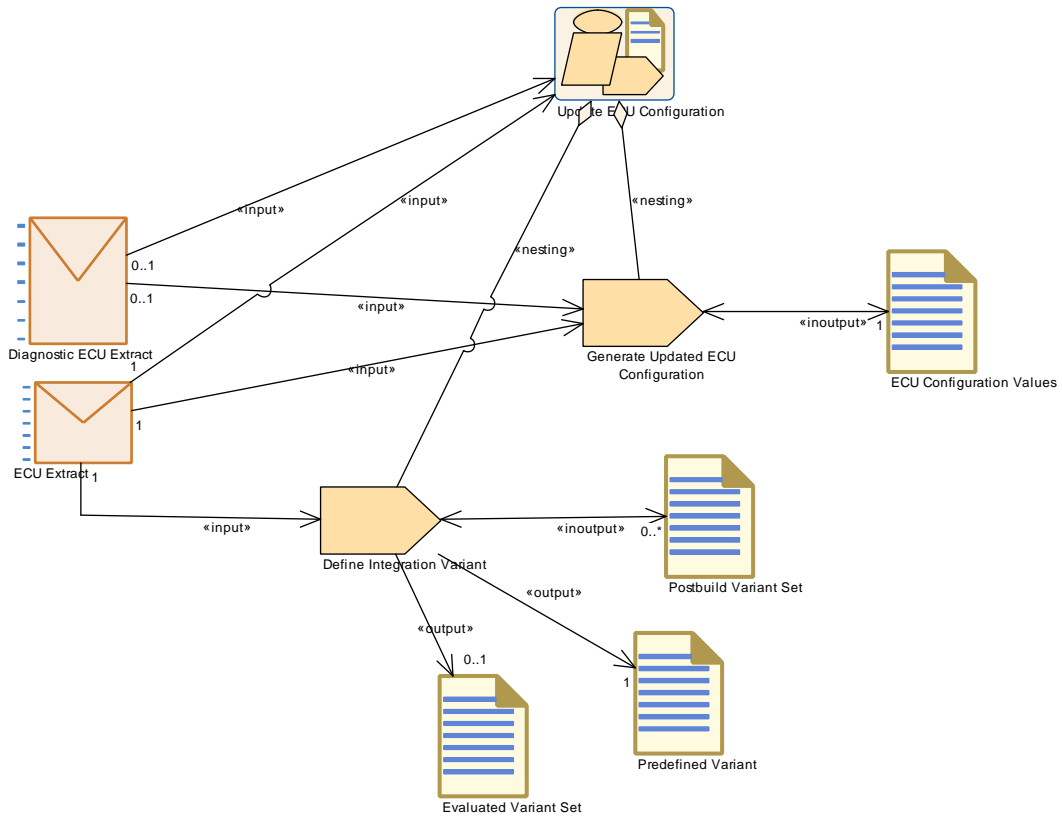 Update ECU Configuration
«input»
«input»
«nesting»
«nesting»
0..1
0..1
«input»
«inoutput»
1
Diagnostic ECU Extract
Generate Updated ECU
Configuration
1
«input»
ECU Configuration Values
1
ECU Extract
1
«input»
«inoutput»
0..*
Define Integration Variant
Postbuild Variant Set
«output»
«output»
0..1
1
Predefined Variant
Evaluated Variant Set